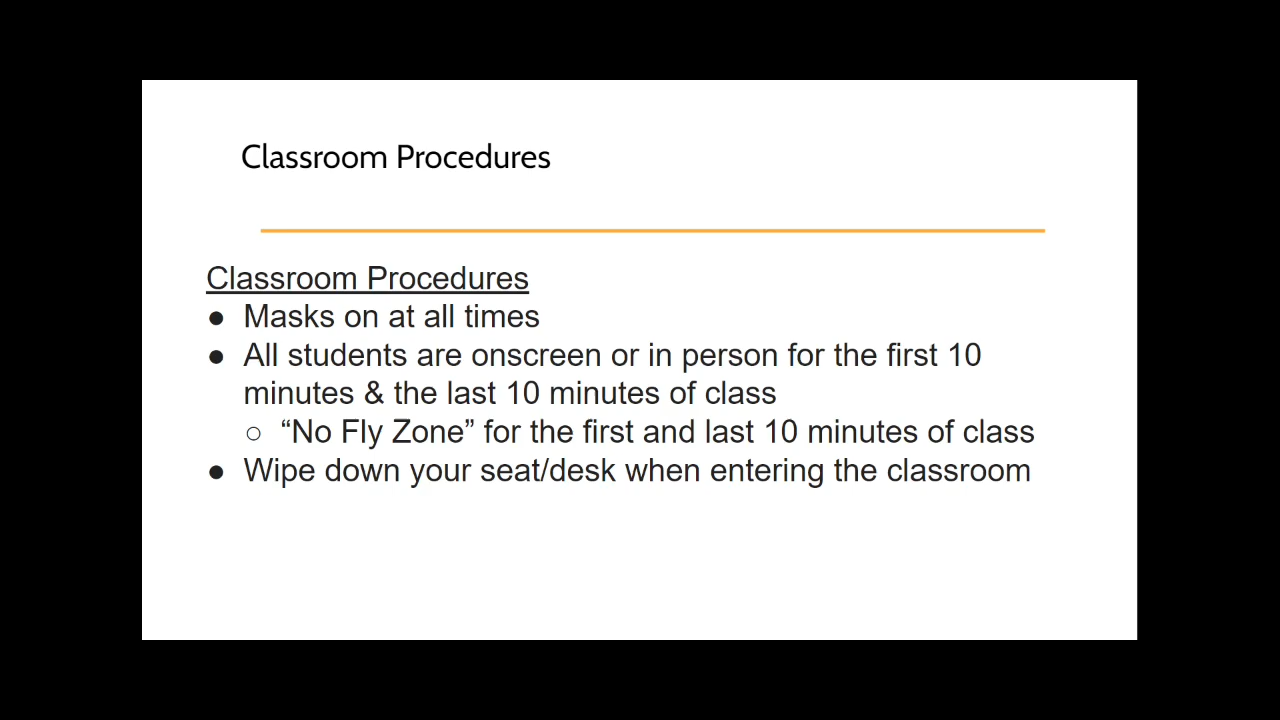 Classroom Procedures
Classroom Procedures
● Masks on at all times
● All students are onscreen or in person for the first 10
minutes & the last 10 minutes of class
○ “No Fly Zone” for the first and last 10 minutes of class
● Wipe down your seat/desk when entering the classroom